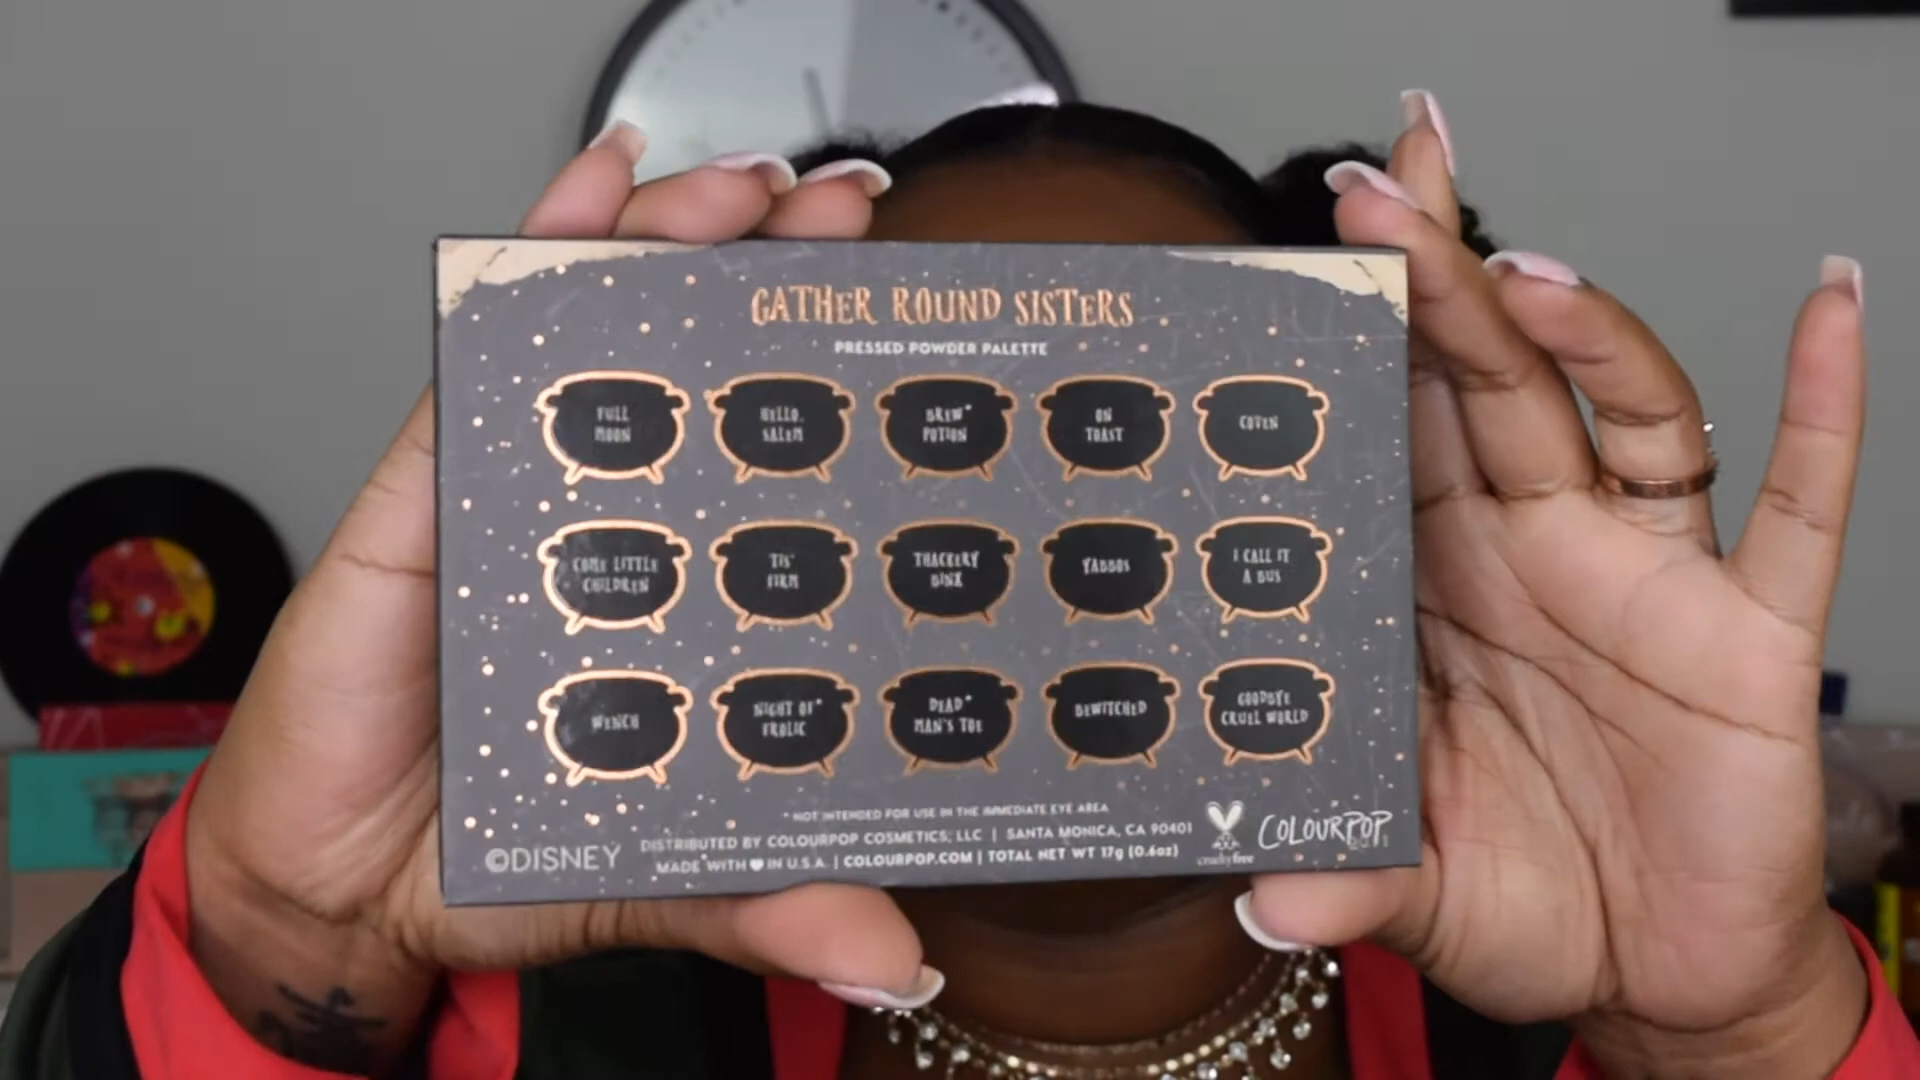 GATHER ROUND SISTERS
PRESSED POWDER PALETTE
FULL
MOON
HELLO,
SALEM
BREW*
POTION
ON
TOAST
COVEN
COME LITTLE
CHILDREN
TIS'
FIRM
THACKERY
BINX
YABBOS
I CALL IT
A BUS
WENCH
NIGHT OF*
FROLIC
DEAD*
MAN'S TOE
BEWITCHED
GOODBYE
CRUEL WORLD
* NOT INTENDED FOR USE IN THE IMMEDIATE EYE AREA
DISTRIBUTED BY COLOURPOP COSMETICS, LLC | SANTA MONICA, CA 90401
MADE WITH ♥ IN U.S.A. | COLOURPOP.COM | TOTAL NET WT 17g (0.6oz)
©DISNEY
crueltyfree
COLOURPOP